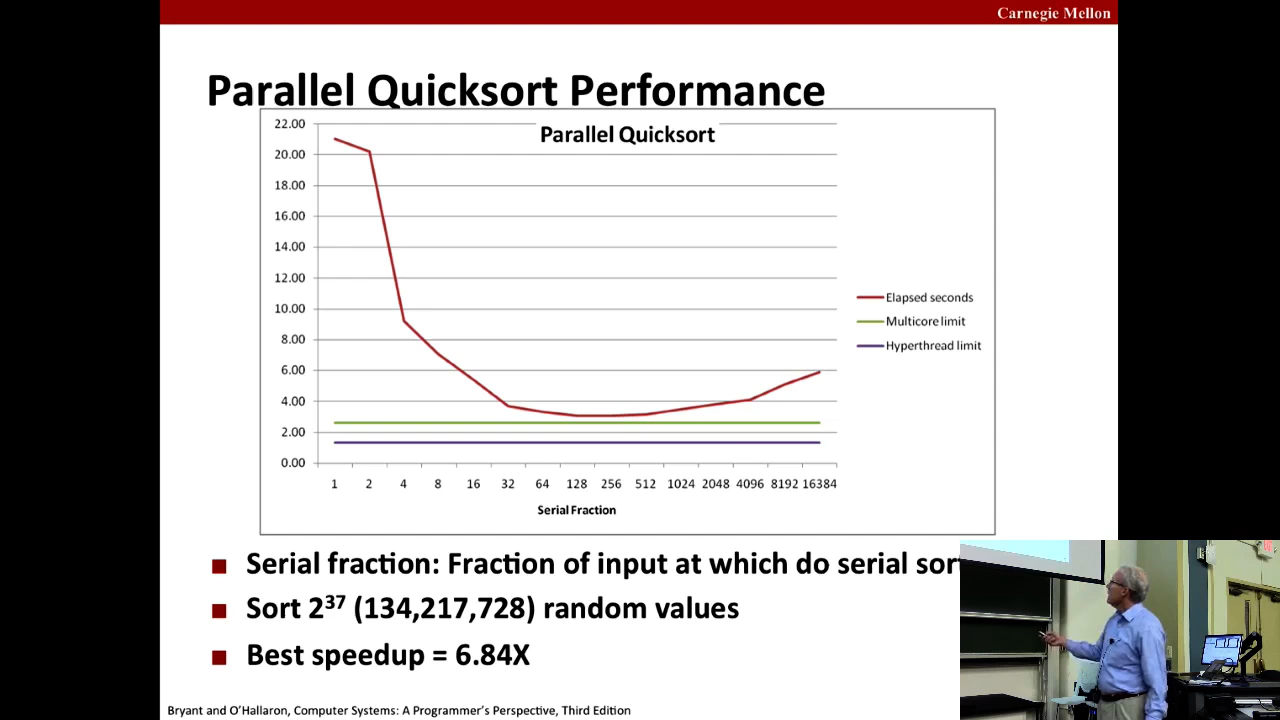 Carnegie Mellon
Parallel Quicksort Performance
Parallel Quicksort
22.00
20.00
18.00
16.00
14.00
12.00
10.00
8.00
6.00
4.00
2.00
0.00
1 2 4 8 16 32 64 128 256 512 1024 2048 4096 8192 16384
Serial Fraction
Elapsed seconds
Multicore limit
Hyperthread limit
■ Serial fraction: Fraction of input at which do serial sor
■ Sort 2³⁷ (134,217,728) random values
■ Best speedup = 6.84X
Bryant and O'Hallaron, Computer Systems: A Programmer's Perspective, Third Edition